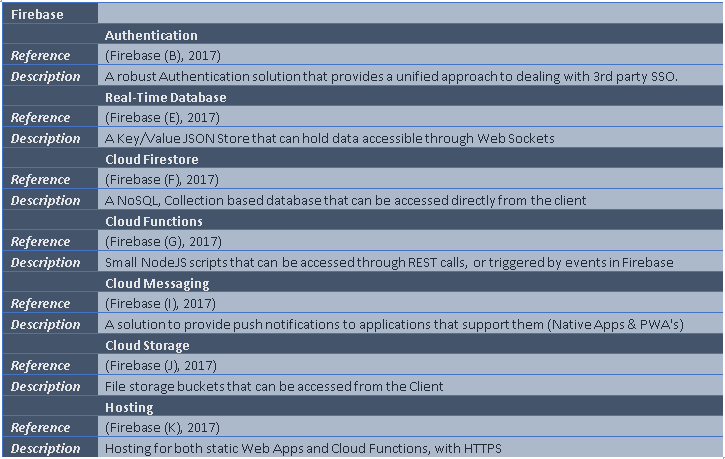 Firebase
Authentication
Reference (Firebase (B), 2017)
Description A robust Authentication solution that provides a unified approach to dealing with 3rd party SSO.
Real-Time Database
Reference (Firebase (E), 2017)
Description A Key/Value JSON Store that can hold data accessible through Web Sockets
Cloud Firestore
Reference (Firebase (F), 2017)
Description A NoSQL, Collection based database that can be accessed directly from the client
Cloud Functions
Reference (Firebase (G), 2017)
Description Small NodeJS scripts that can be accessed through REST calls, or triggered by events in Firebase
Cloud Messaging
Reference (Firebase (I), 2017)
Description A solution to provide push notifications to applications that support them (Native Apps & PWA's)
Cloud Storage
Reference (Firebase (J), 2017)
Description File storage buckets that can be accessed from the Client
Hosting
Reference (Firebase (K), 2017)
Description Hosting for both static Web Apps and Cloud Functions, with HTTPS